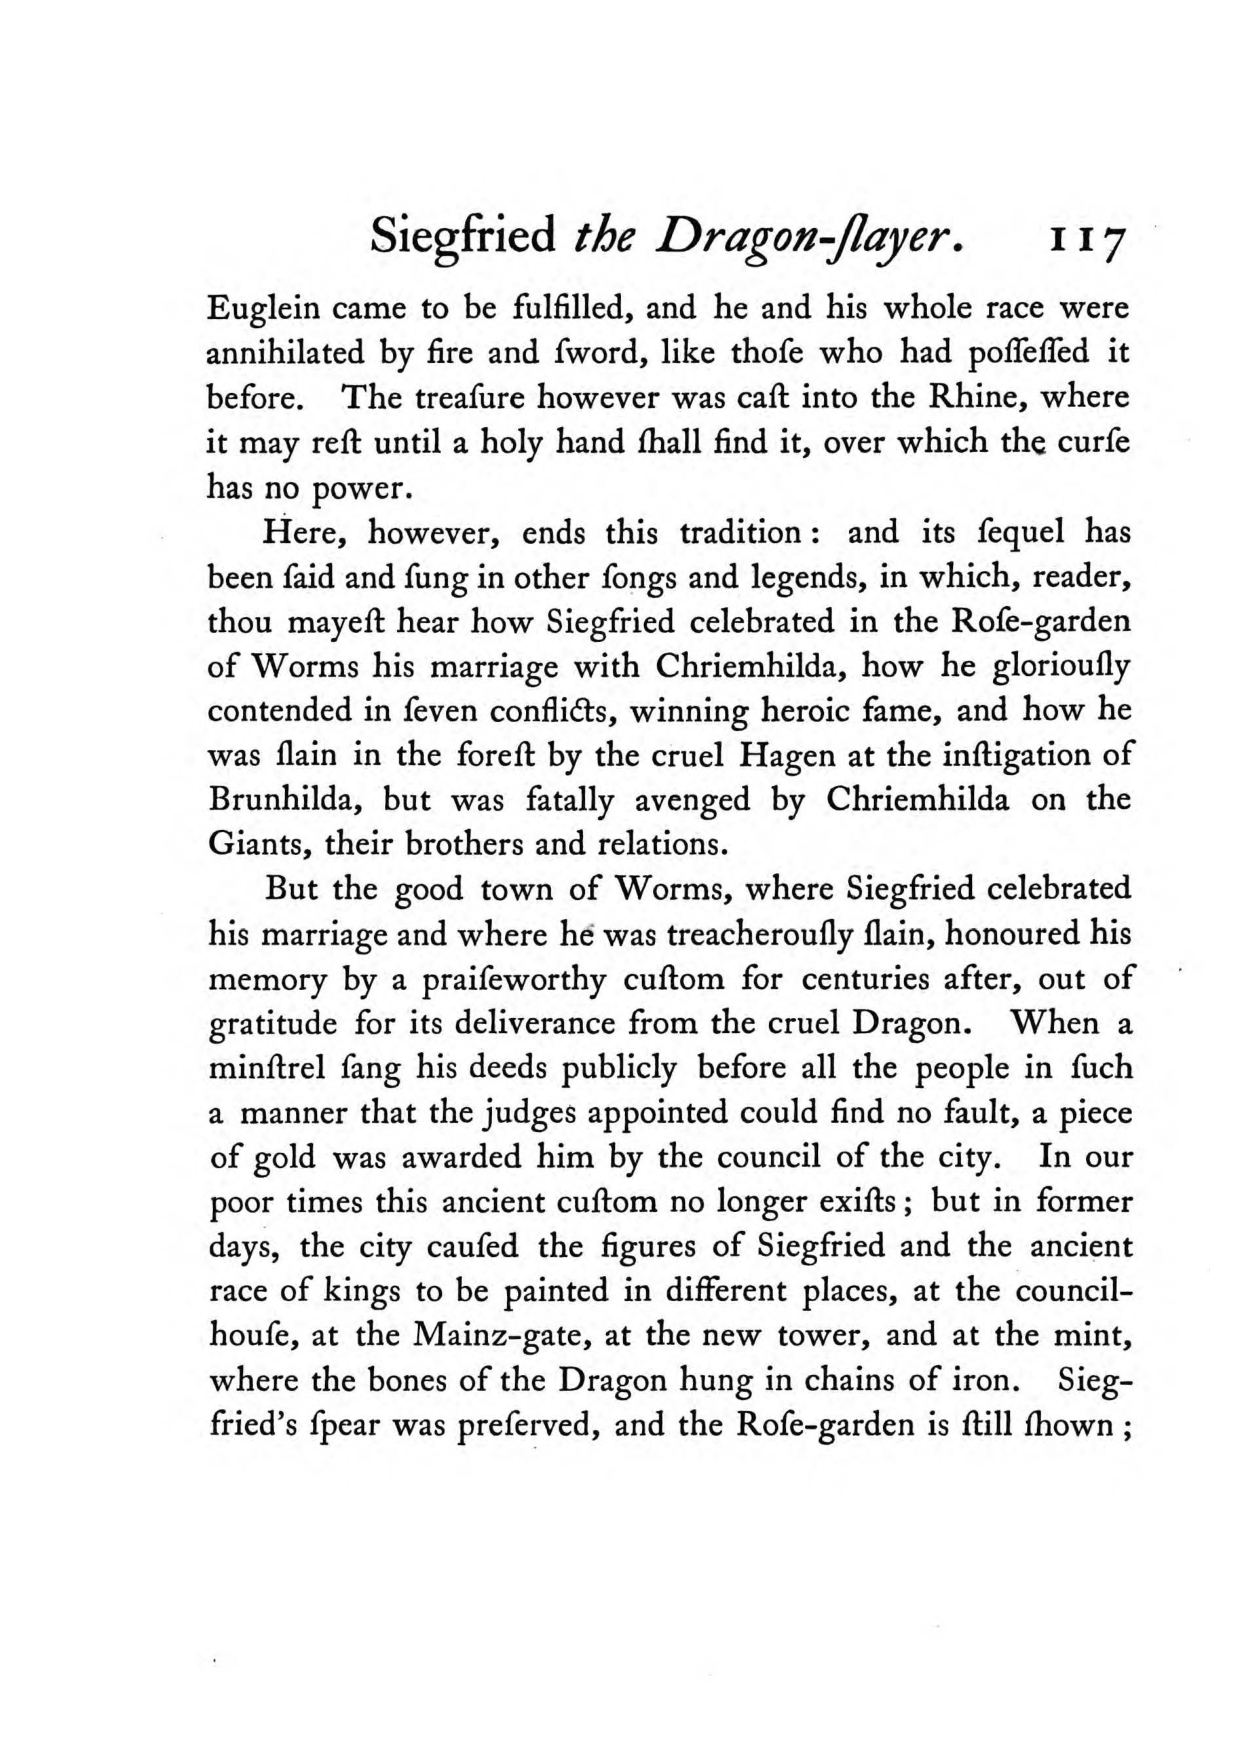 Siegfried the Dragon-ſlayer. 117
Euglein came to be fulfilled, and he and his whole race were
annihilated by fire and ſword, like thoſe who had poſſeſſed it
before. The treaſure however was caſt into the Rhine, where
it may reſt until a holy hand ſhall find it, over which the curſe
has no power.
Here, however, ends this tradition : and its ſequel has
been ſaid and ſung in other ſongs and legends, in which, reader,
thou mayeſt hear how Siegfried celebrated in the Roſe-garden
of Worms his marriage with Chriemhilda, how he gloriouſly
contended in ſeven conflicts, winning heroic fame, and how he
was ſlain in the foreſt by the cruel Hagen at the inſtigation of
Brunhilda, but was fatally avenged by Chriemhilda on the
Giants, their brothers and relations.
But the good town of Worms, where Siegfried celebrated
his marriage and where he was treacherouſly ſlain, honoured his
memory by a praiſeworthy cuſtom for centuries after, out of
gratitude for its deliverance from the cruel Dragon. When a
minſtrel ſang his deeds publicly before all the people in ſuch
a manner that the judges appointed could find no fault, a piece
of gold was awarded him by the council of the city. In our
poor times this ancient cuſtom no longer exiſts ; but in former
days, the city cauſed the figures of Siegfried and the ancient
race of kings to be painted in different places, at the council-
houſe, at the Mainz-gate, at the new tower, and at the mint,
where the bones of the Dragon hung in chains of iron. Sieg-
fried's ſpear was preſerved, and the Roſe-garden is ſtill ſhown ;